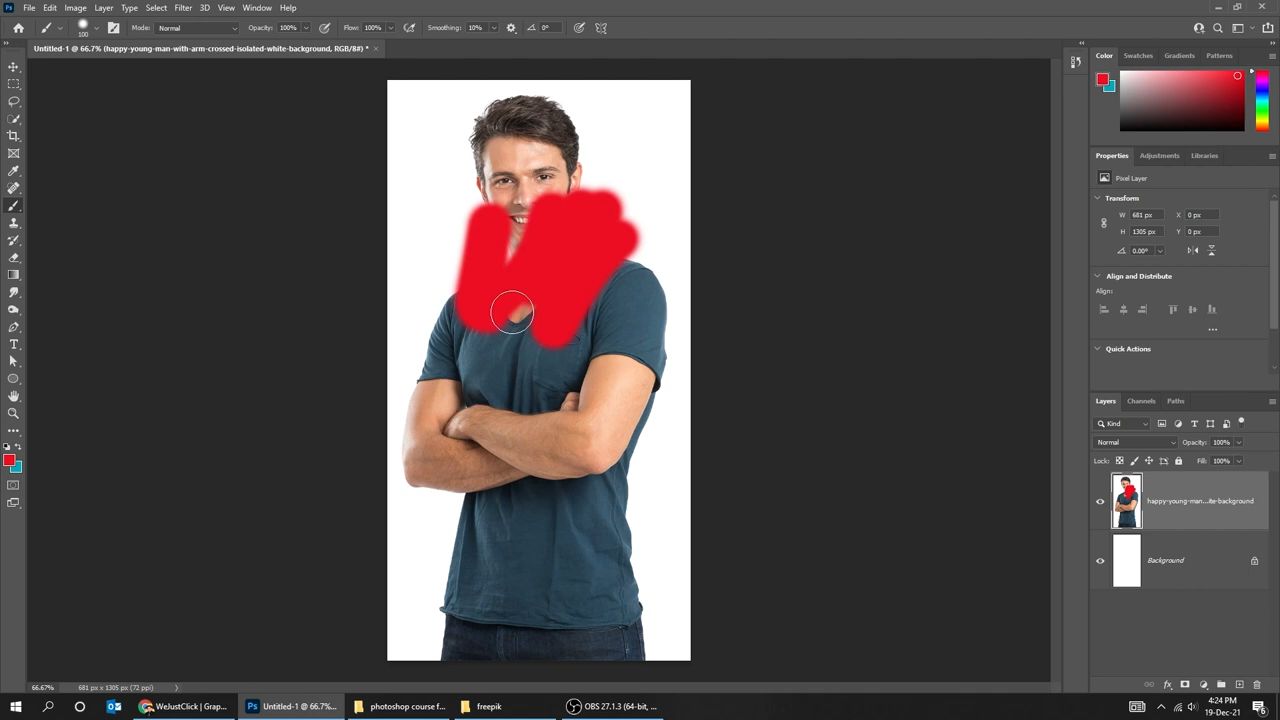 Ps File Edit Image Layer Type Select Filter 3D View Window Help
100 Mode: Normal Opacity: 100% Flow: 100% Smoothing: 10% 0°
Untitled-1 @ 66.7% (happy-young-man-with-arm-crossed-isolated-white-background, RGB/8#) * ×
Color Swatches Gradients Patterns
Properties Adjustments Libraries
Pixel Layer
Transform
W 681 px X 0 px
H 1305 px Y 0 px
0.00°
Align and Distribute
Align:
Quick Actions
Layers Channels Paths
Kind
Normal Opacity: 100%
Lock: Fill: 100%
happy-young-man...ite-background
Background
66.67% 681 px x 1305 px (72 ppi)
WeJustClick | Grap...
Ps Untitled-1 @ 66.7%...
photoshop course f...
freepik
OBS 27.1.3 (64-bit, ...
4:24 PM
19-Dec-21
6